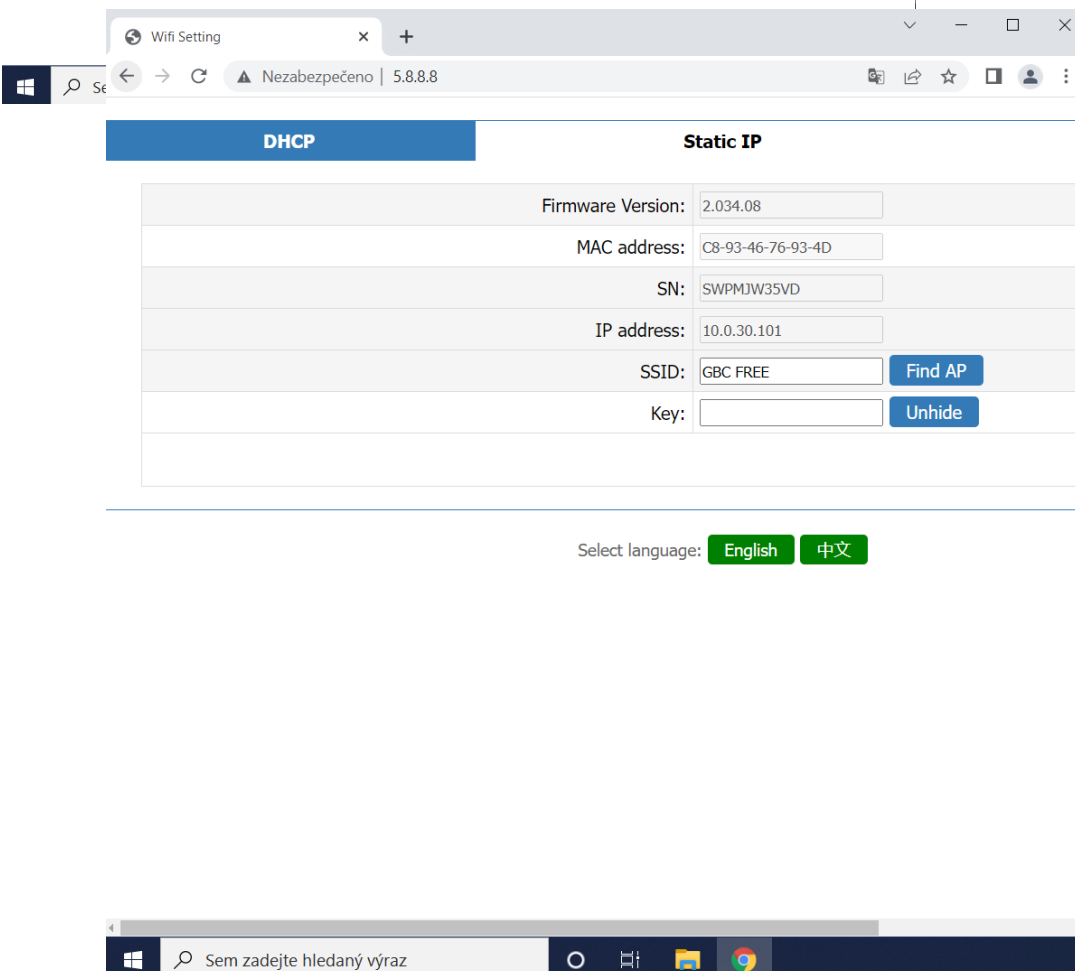 Wifi Setting
Se
Nezabezpečeno | 5.8.8.8
DHCP Static IP
Firmware Version: 2.034.08
MAC address: C8-93-46-76-93-4D
SN: SWPMJW35VD
IP address: 10.0.30.101
SSID: GBC FREE Find AP
Key: Unhide
Select language: English 中文
Sem zadejte hledaný výraz